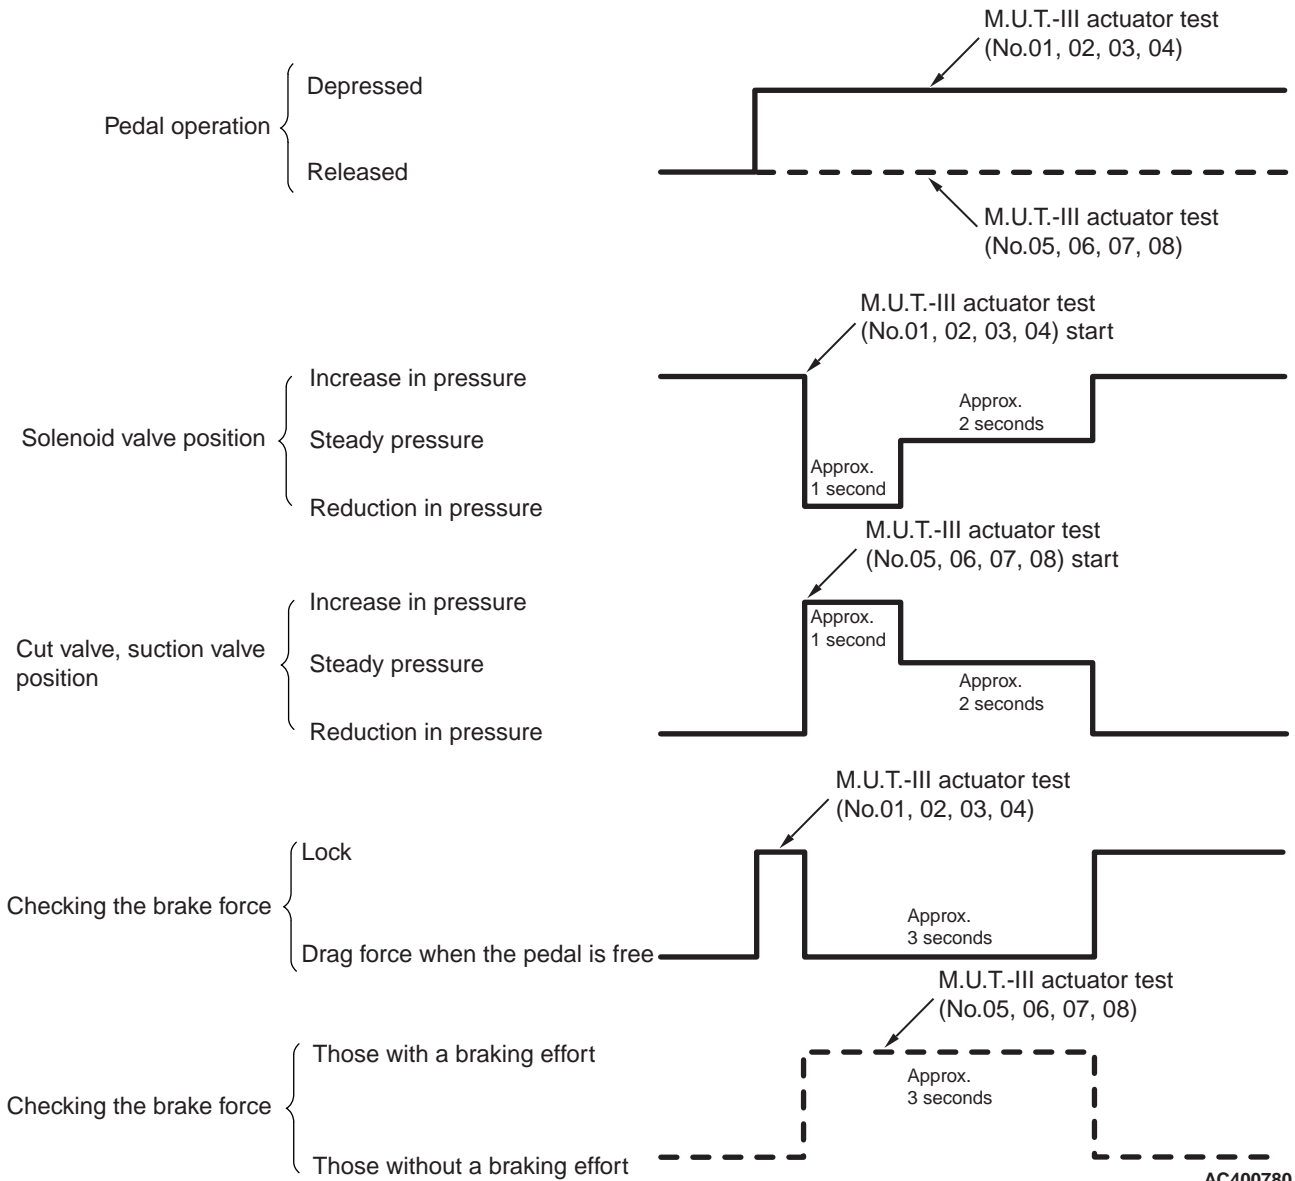 M.U.T.-III actuator test
(No.01, 02, 03, 04)
Depressed
Pedal operation
Released
M.U.T.-III actuator test
(No.05, 06, 07, 08)
M.U.T.-III actuator test
(No.01, 02, 03, 04) start
Increase in pressure
Approx.
2 seconds
Solenoid valve position
Steady pressure
Approx.
1 second
Reduction in pressure
M.U.T.-III actuator test
(No.05, 06, 07, 08) start
Increase in pressure
Approx.
1 second
Cut valve, suction valve
position
Steady pressure
Approx.
2 seconds
Reduction in pressure
M.U.T.-III actuator test
(No.01, 02, 03, 04)
Lock
Checking the brake force
Approx.
3 seconds
Drag force when the pedal is free
M.U.T.-III actuator test
(No.05, 06, 07, 08)
Those with a braking effort
Approx.
3 seconds
Checking the brake force
Those without a braking effort
AC400780